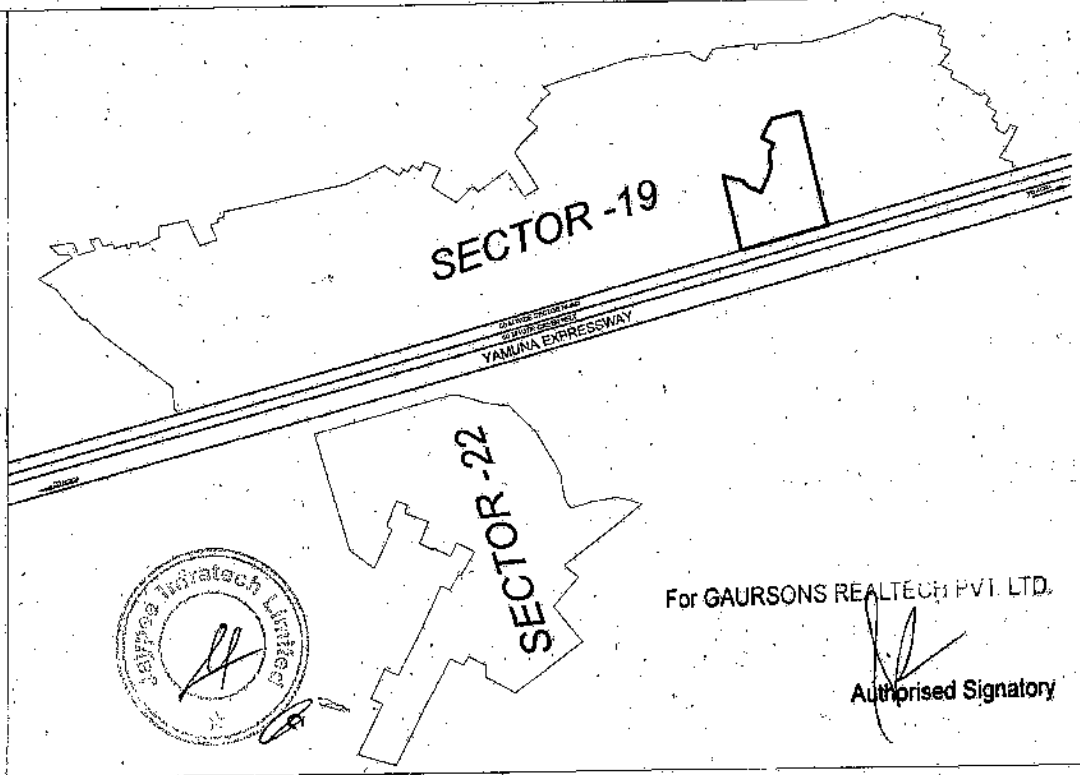 SECTOR -19
YAMUNA EXPRESSWAY
SECTOR -22
Jaypee Infratech Limited
For GAURSONS REALTECH PVT. LTD.
Authorised Signatory